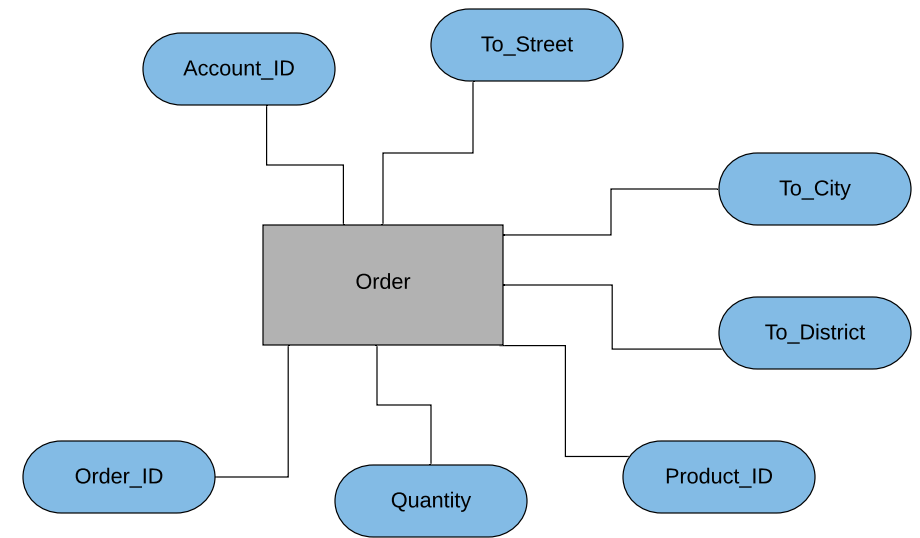 To_Street
Account_ID
To_City
Order
To_District
Order_ID
Quantity
Product_ID